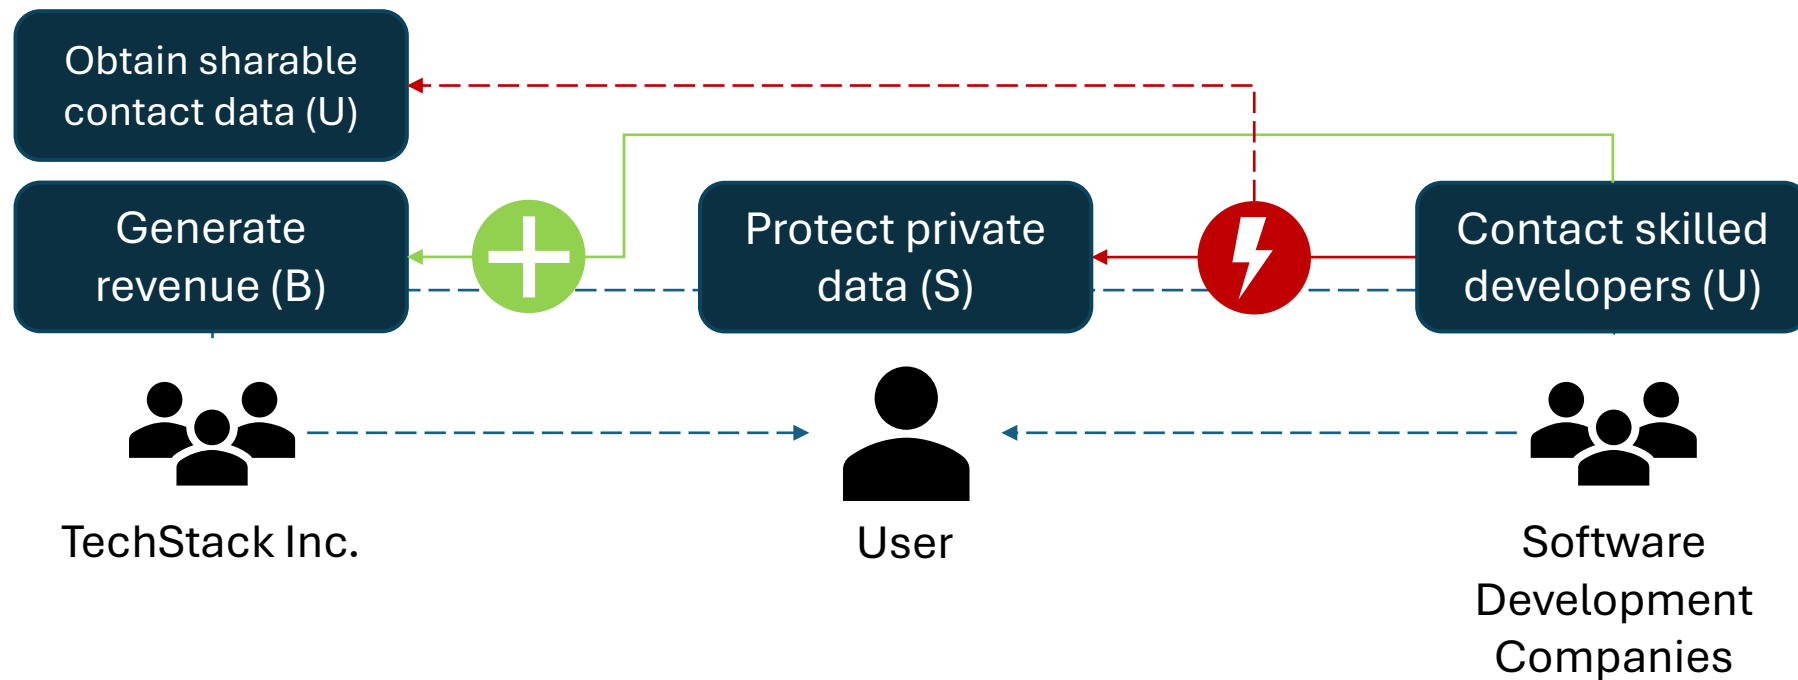 Obtain sharable
contact data (U)
Generate
revenue (B)
Protect private
data (S)
Contact skilled
developers (U)
TechStack Inc.
User
Software
Development
Companies